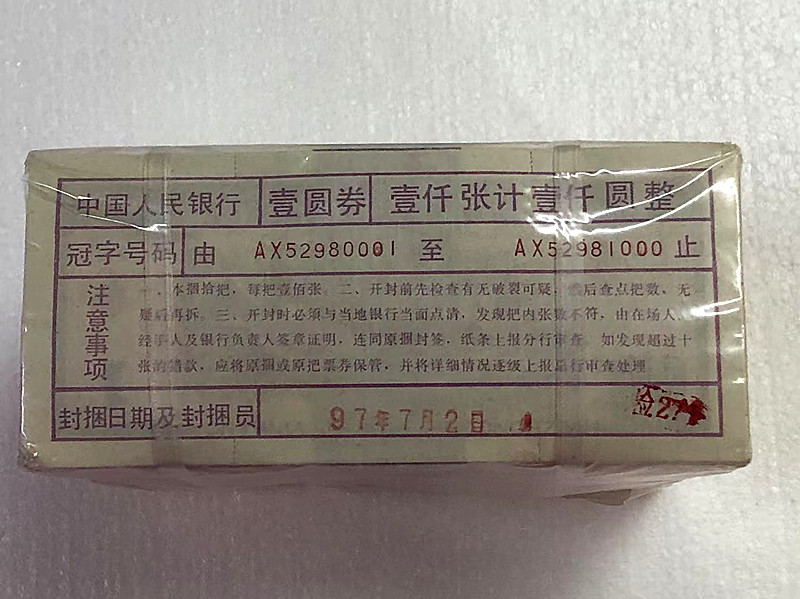 中国人民银行 壹圆券 壹仟张计壹仟圆整
冠字号码 由 AX52980001 至 AX52981000 止
注意事项
一、本捆拾把，每把壹佰张。二、开封前先检查有无破裂可疑，然后查点把数，无
疑后再拆。三、开封时必须与当地银行当面点清，发现把内张数不符，由在场人、
经手人及银行负责人签章证明，连同原捆封签，纸条上报分行审查。如发现超过十
张的错款，应将原捆或原把票券保管，并将详细情况逐级上报总行审查处理。
封捆日期及封捆员 97年7月2日